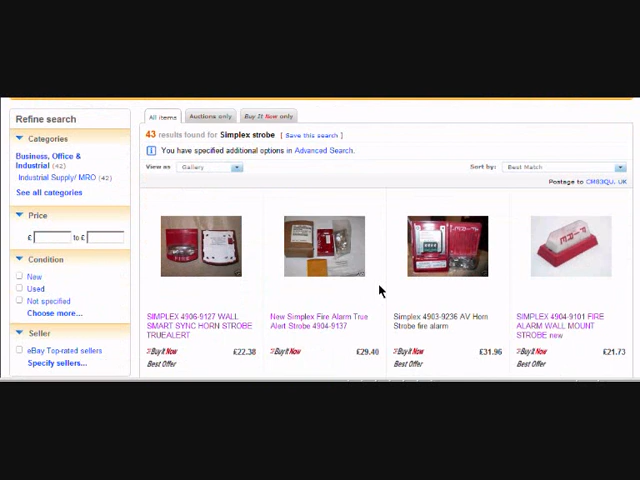 Refine search
Categories
Business, Office & Industrial (42)
Industrial Supply/ MRO (42)
See all categories
Price
£ to £
Condition
New
Used
Not specified
Choose more...
Seller
eBay Top-rated sellers
Specify sellers...
All items
Auctions only
Buy It Now only
43 results found for Simplex strobe [ Save this search ]
You have specified additional options in Advanced Search.
View as Gallery
Sort by: Best Match
Postage to CM83QU, UK
SIMPLEX 4906-9127 WALL
SMART SYNC HORN STROBE
TRUEALERT
Buy It Now £22.38
Best Offer
New Simplex Fire Alarm True
Alert Strobe 4904-9137
Buy It Now £29.40
Simplex 4903-9236 AV Horn
Strobe fire alarm
Buy It Now £31.96
Best Offer
SIMPLEX 4904-9101 FIRE
ALARM WALL MOUNT
STROBE new
Buy It Now £21.73
Best Offer
FIRE
FIRE